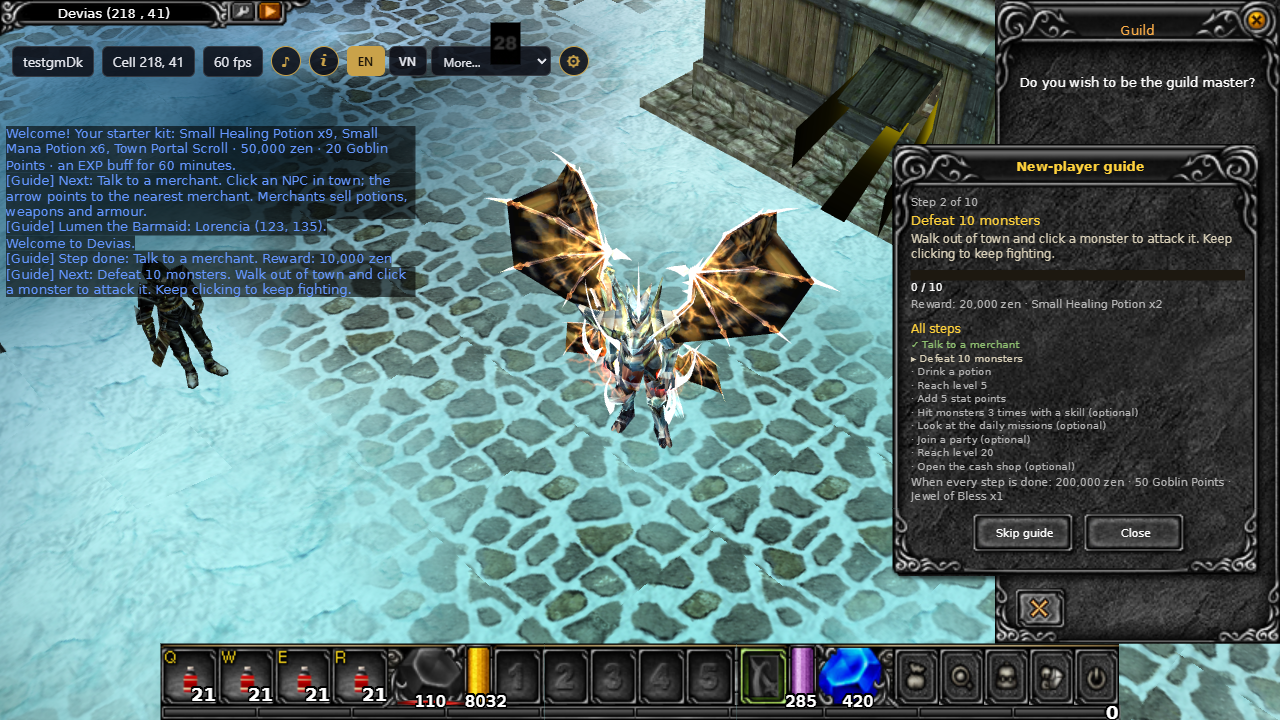 Devias (218 , 41)
testgmDk
Cell 218, 41
60 fps
♪
i
EN
VN
More...
28
Welcome! Your starter kit: Small Healing Potion x9, Small
Mana Potion x6, Town Portal Scroll · 50,000 zen · 20 Goblin
Points · an EXP buff for 60 minutes.
[Guide] Next: Talk to a merchant. Click an NPC in town; the
arrow points to the nearest merchant. Merchants sell potions,
weapons and armour.
[Guide] Lumen the Barmaid: Lorencia (123, 135).
Welcome to Devias.
[Guide] Step done: Talk to a merchant. Reward: 10,000 zen
[Guide] Next: Defeat 10 monsters. Walk out of town and click
a monster to attack it. Keep clicking to keep fighting.
Guild
Do you wish to be the guild master?
New-player guide
Step 2 of 10
Defeat 10 monsters
Walk out of town and click a monster to attack it. Keep
clicking to keep fighting.
0 / 10
Reward: 20,000 zen · Small Healing Potion x2
All steps
✓ Talk to a merchant
▸ Defeat 10 monsters
· Drink a potion
· Reach level 5
· Add 5 stat points
· Hit monsters 3 times with a skill (optional)
· Look at the daily missions (optional)
· Join a party (optional)
· Reach level 20
· Open the cash shop (optional)
When every step is done: 200,000 zen · 50 Goblin Points ·
Jewel of Bless x1
Skip guide
Close
Q W E R
21 21 21 21
110
8032
1 2 3 4 5
285
420
0